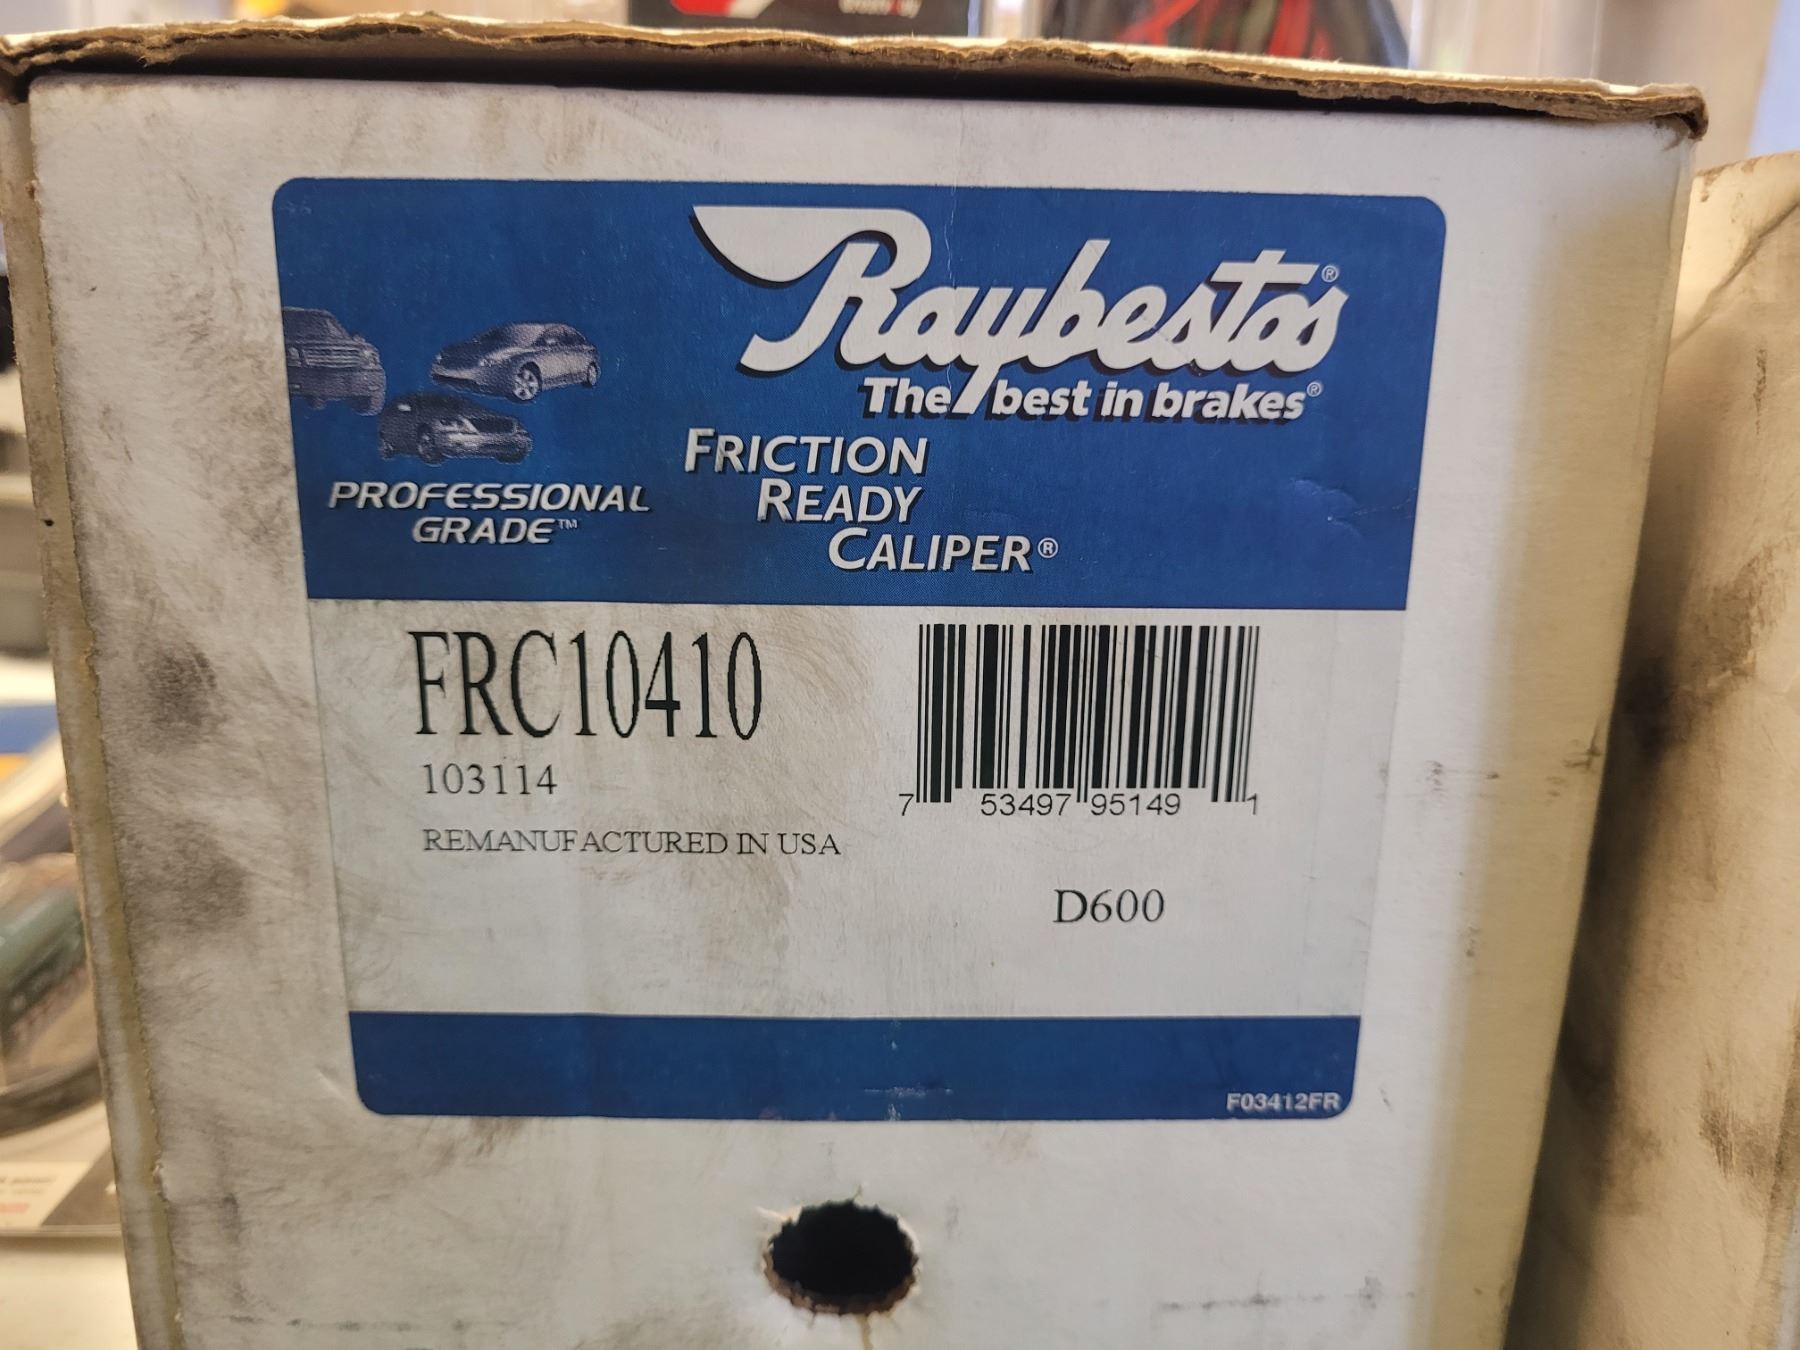 Raybestos®
The best in brakes®
PROFESSIONAL
GRADE™
FRICTION
READY
CALIPER®
FRC10410
103114
REMANUFACTURED IN USA
7 53497 95149 1
D600
F03412FR